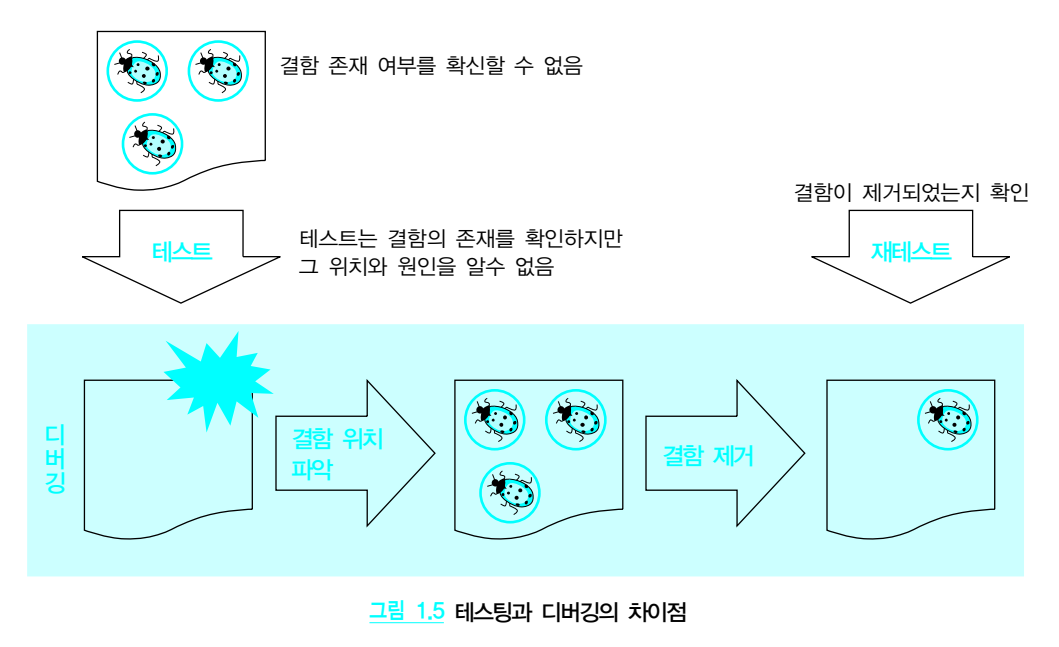 결함 존재 여부를 확신할 수 없음
결함이 제거되었는지 확인
테스트
테스트는 결함의 존재를 확인하지만
그 위치와 원인을 알수 없음
재테스트
디버깅
결함 위치
파악
결함 제거
그림 1.5 테스팅과 디버깅의 차이점